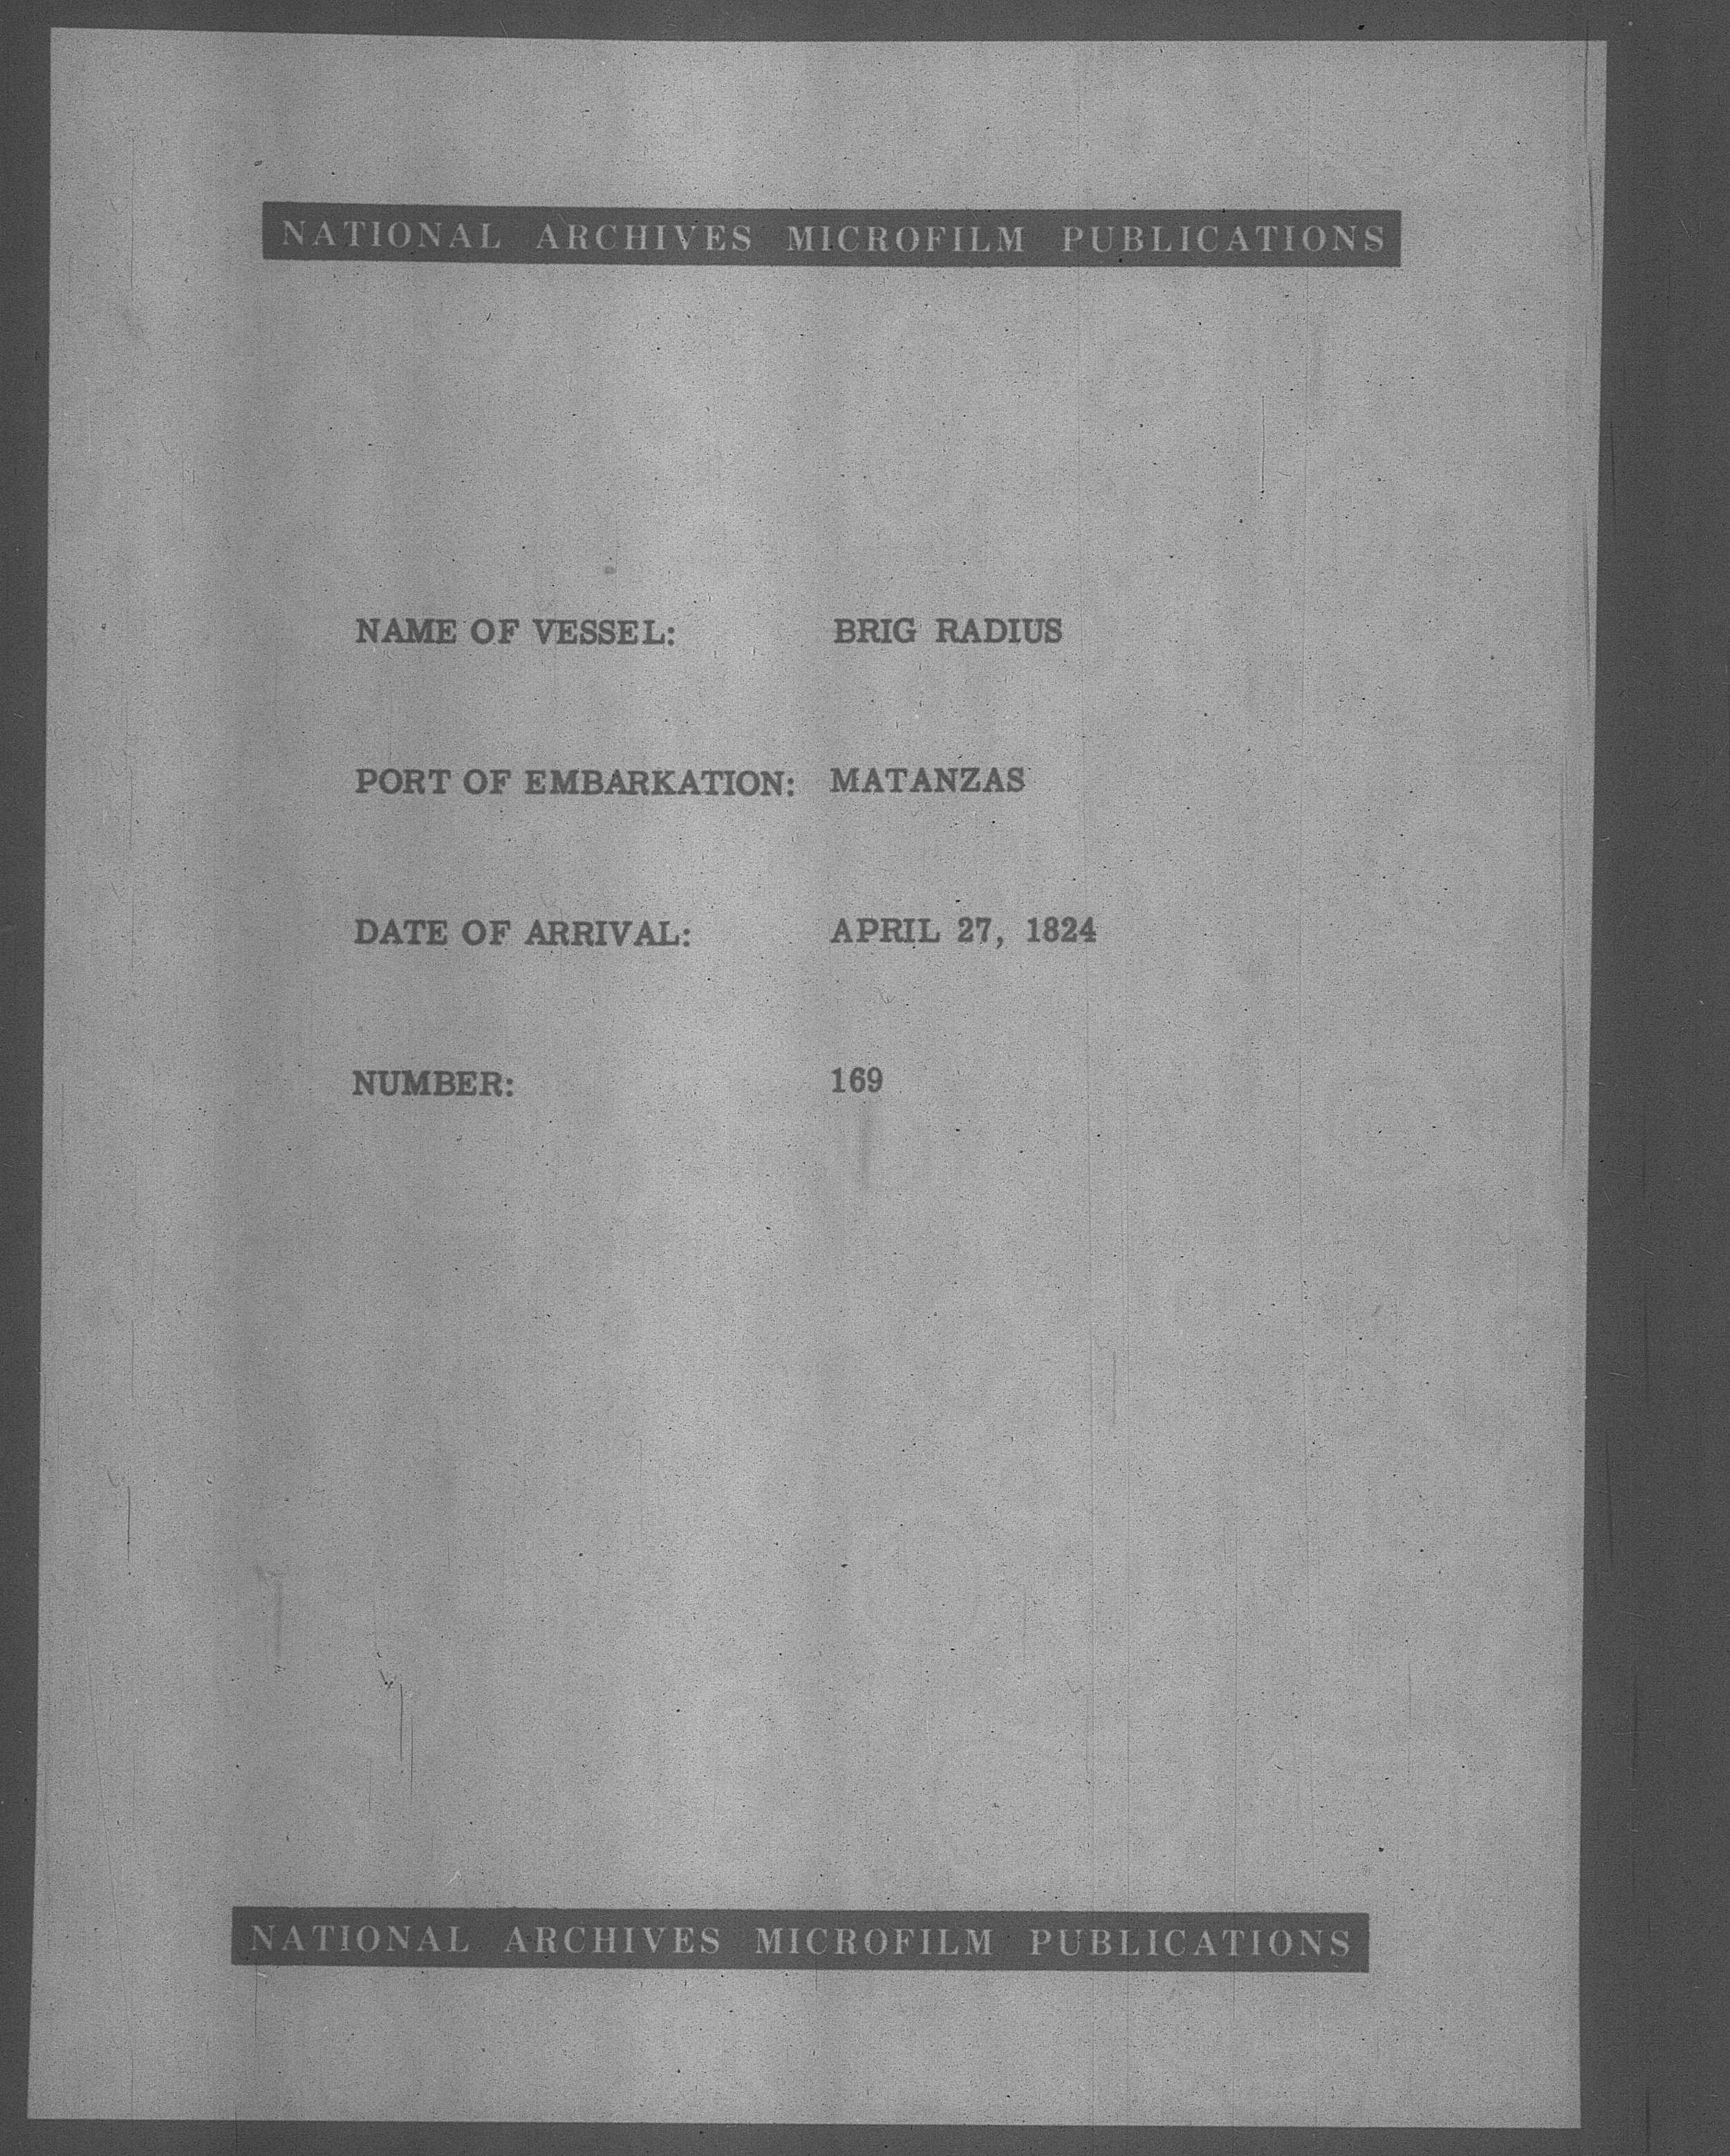 NATIONAL ARCHIVES MICROFILM PUBLICATIONS
NAME OF VESSEL: BRIG RADIUS
PORT OF EMBARKATION: MATANZAS
DATE OF ARRIVAL: APRIL 27, 1824
NUMBER: 169
NATIONAL ARCHIVES MICROFILM PUBLICATIONS